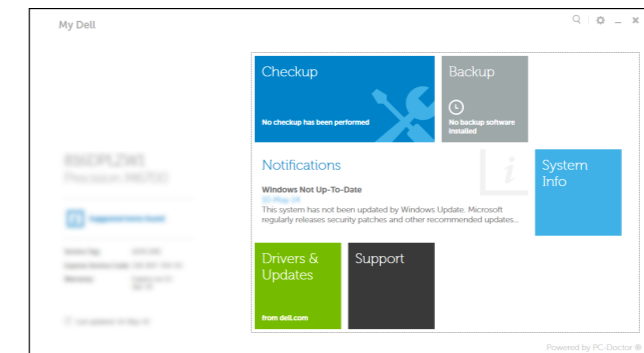 My Dell
Checkup
No checkup has been performed
Backup
No backup software
installed
Notifications
Windows Not Up-To-Date
This system has not been updated by Windows Update. Microsoft
regularly releases security patches and other recommended updates...
i
System
Info
Drivers &
Updates
from dell.com
Support
Powered by PC-Doctor ®